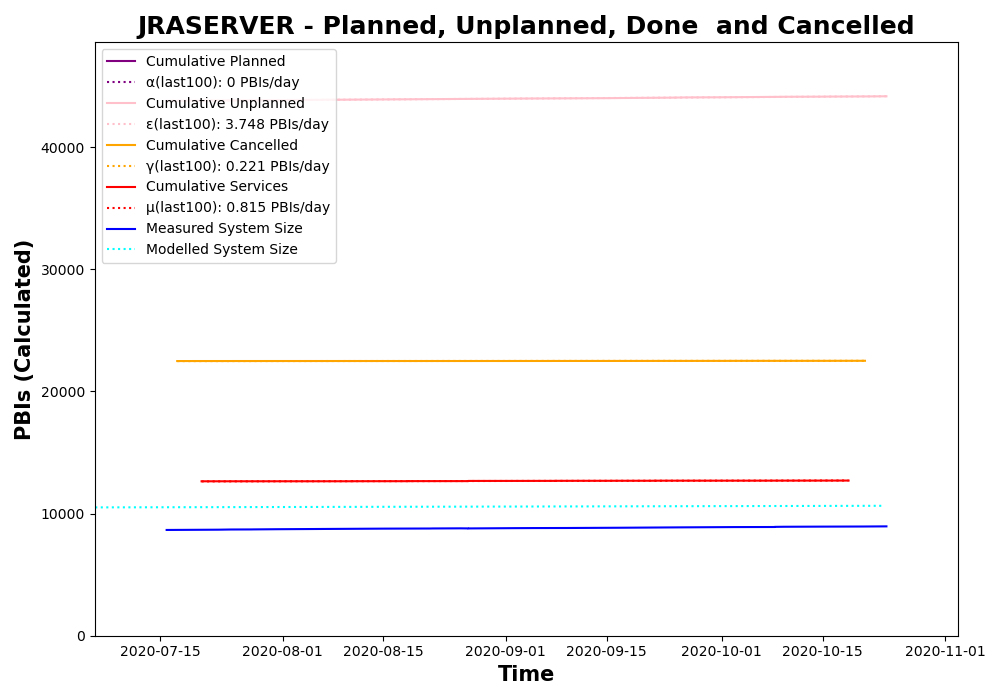 JRASERVER - Planned, Unplanned, Done  and Cancelled
Cumulative Planned
α(last100): 0 PBIs/day
Cumulative Unplanned
ε(last100): 3.748 PBIs/day
Cumulative Cancelled
γ(last100): 0.221 PBIs/day
Cumulative Services
μ(last100): 0.815 PBIs/day
Measured System Size
Modelled System Size
PBIs (Calculated)
40000
30000
20000
10000
0
2020-07-15 2020-08-01 2020-08-15 2020-09-01 2020-09-15 2020-10-01 2020-10-15 2020-11-01
Time